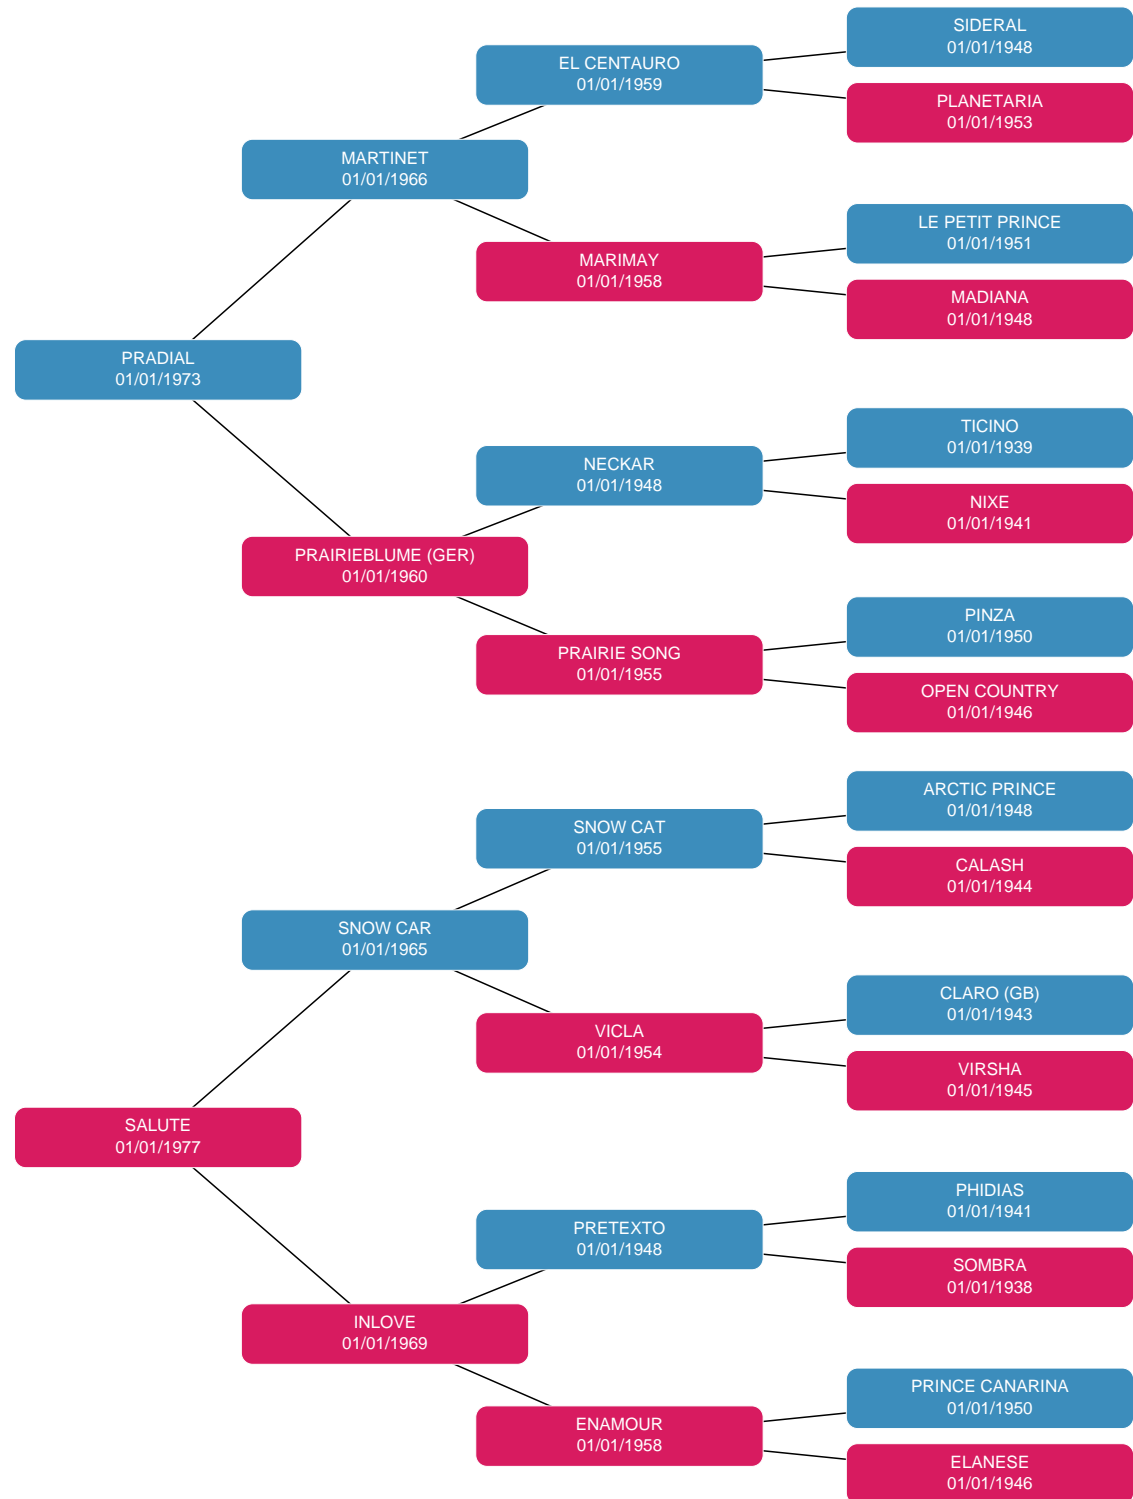 SIDERAL
01/01/1948
EL CENTAURO
01/01/1959
PLANETARIA
01/01/1953
MARTINET
01/01/1966
LE PETIT PRINCE
01/01/1951
MARIMAY
01/01/1958
MADIANA
01/01/1948
PRADIAL
01/01/1973
TICINO
01/01/1939
NECKAR
01/01/1948
NIXE
01/01/1941
PRAIRIEBLUME (GER)
01/01/1960
PINZA
01/01/1950
PRAIRIE SONG
01/01/1955
OPEN COUNTRY
01/01/1946
ARCTIC PRINCE
01/01/1948
SNOW CAT
01/01/1955
CALASH
01/01/1944
SNOW CAR
01/01/1965
CLARO (GB)
01/01/1943
VICLA
01/01/1954
VIRSHA
01/01/1945
SALUTE
01/01/1977
PHIDIAS
01/01/1941
PRETEXTO
01/01/1948
SOMBRA
01/01/1938
INLOVE
01/01/1969
PRINCE CANARINA
01/01/1950
ENAMOUR
01/01/1958
ELANESE
01/01/1946